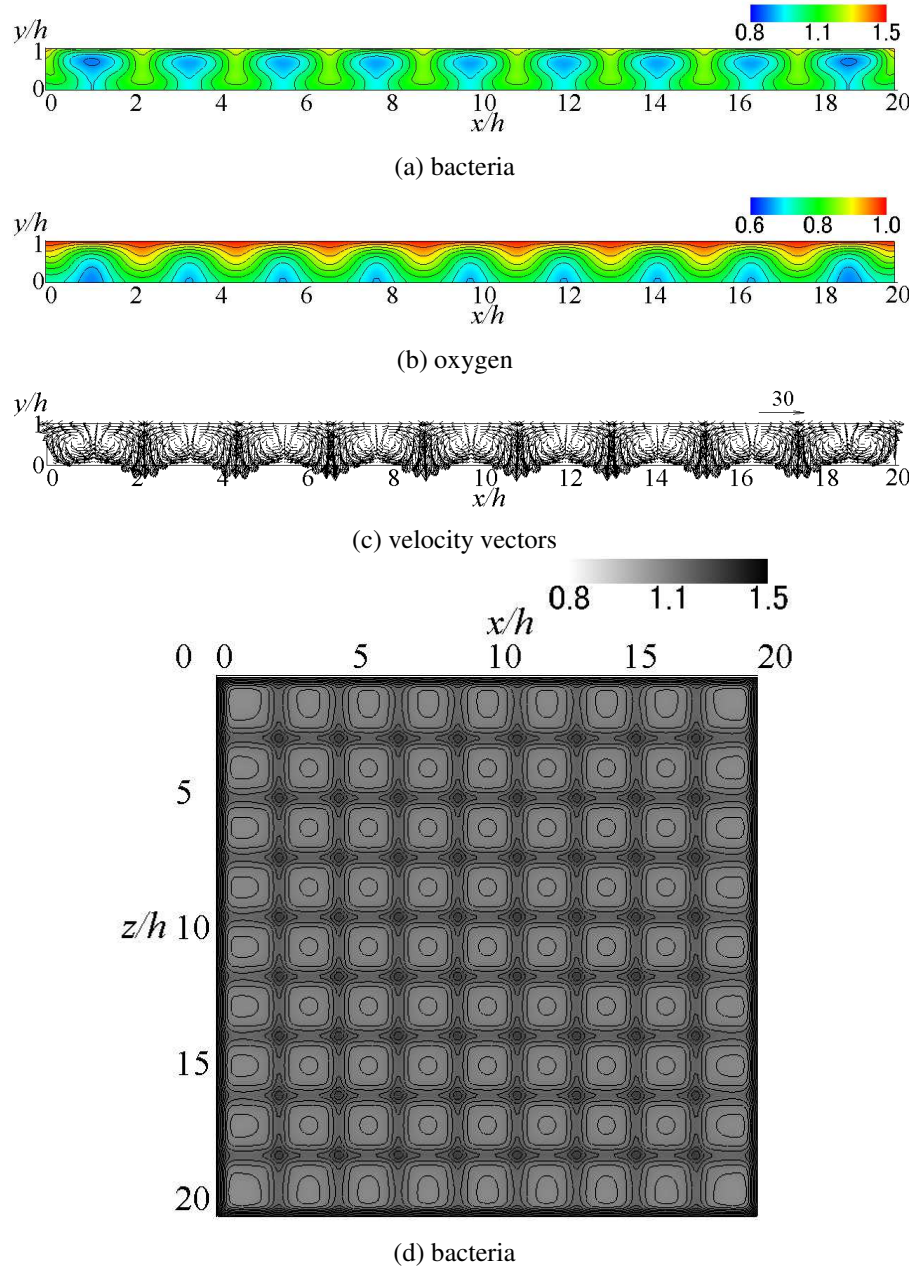 y/h
0.8 1.1 1.5
1
0
0 2 4 6 8 10 12 14 16 18 20
x/h
(a) bacteria
y/h
0.6 0.8 1.0
1
0
0 2 4 6 8 10 12 14 16 18 20
x/h
(b) oxygen
y/h
30
1
0
0 2 4 6 8 10 12 14 16 18 20
x/h
(c) velocity vectors
0.8 1.1 1.5
x/h
0 0 5 10 15 20
5
z/h 10
15
20
(d) bacteria